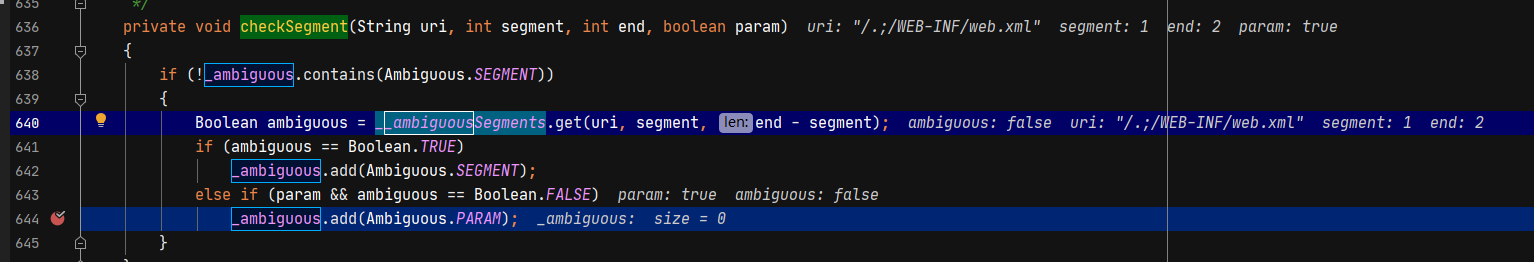 635 */
636 private void checkSegment(String uri, int segment, int end, boolean param) uri: "/.;/WEB-INF/web.xml" segment: 1 end: 2 param: true
637 {
638 if (!_ambiguous.contains(Ambiguous.SEGMENT))
639 {
640 Boolean ambiguous = __ambiguousSegments.get(uri, segment, len: end - segment); ambiguous: false uri: "/.;/WEB-INF/web.xml" segment: 1 end: 2
641 if (ambiguous == Boolean.TRUE)
642 _ambiguous.add(Ambiguous.SEGMENT);
643 else if (param && ambiguous == Boolean.FALSE) param: true ambiguous: false
644 _ambiguous.add(Ambiguous.PARAM); _ambiguous: size = 0
645 }